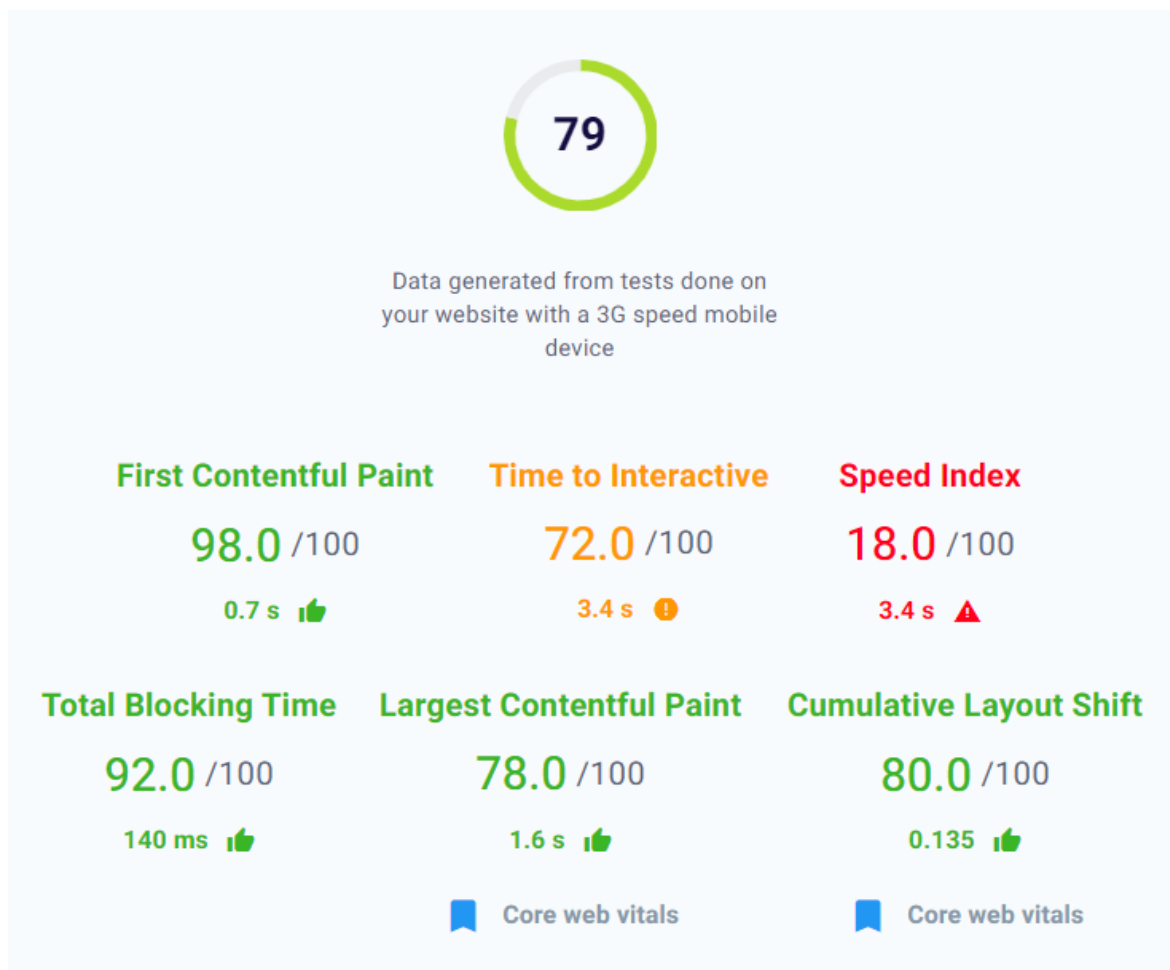 79
Data generated from tests done on
your website with a 3G speed mobile
device
First Contentful Paint
98.0 /100
0.7 s
Time to Interactive
72.0 /100
3.4 s
Speed Index
18.0 /100
3.4 s
Total Blocking Time
92.0 /100
140 ms
Largest Contentful Paint
78.0 /100
1.6 s
Core web vitals
Cumulative Layout Shift
80.0 /100
0.135
Core web vitals